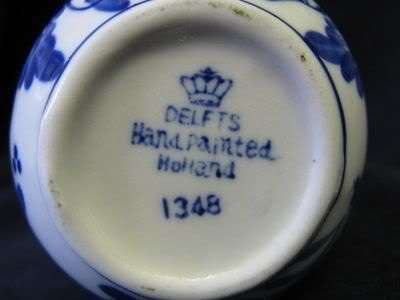 DELFTS
Hand Painted
Holland
1348